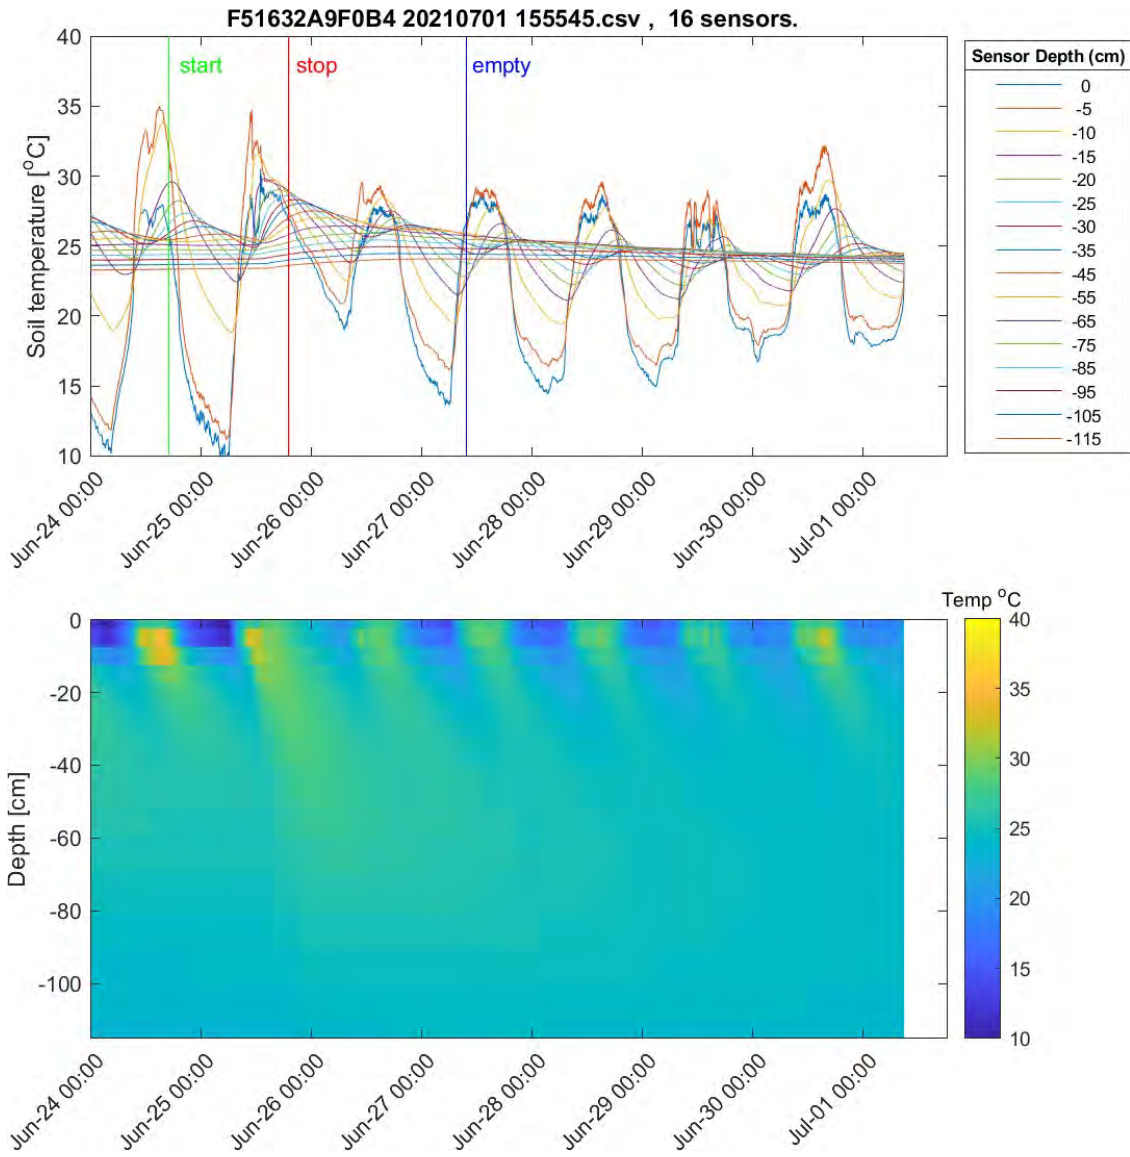 F51632A9F0B4 20210701 155545.csv , 16 sensors.
40
35
30
25
20
15
10
Soil temperature [°C]
start
stop
empty
Jun-24 00:00
Jun-25 00:00
Jun-26 00:00
Jun-27 00:00
Jun-28 00:00
Jun-29 00:00
Jun-30 00:00
Jul-01 00:00
Sensor Depth (cm)
0
-5
-10
-15
-20
-25
-30
-35
-45
-55
-65
-75
-85
-95
-105
-115
0
-20
-40
-60
-80
-100
Depth [cm]
Jun-24 00:00
Jun-25 00:00
Jun-26 00:00
Jun-27 00:00
Jun-28 00:00
Jun-29 00:00
Jun-30 00:00
Jul-01 00:00
Temp °C
40
35
30
25
20
15
10